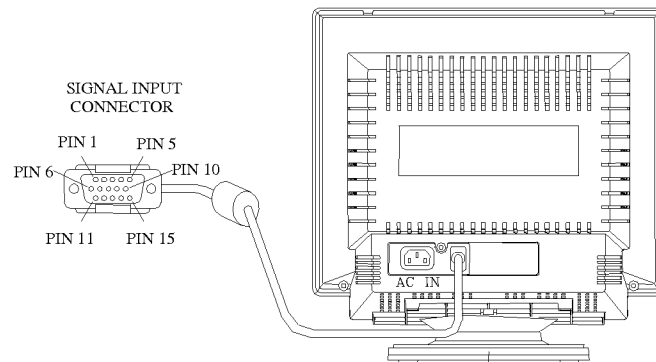 SIGNAL INPUT
CONNECTOR
PIN 1
PIN 5
PIN 6
PIN 10
PIN 11
PIN 15
AC IN